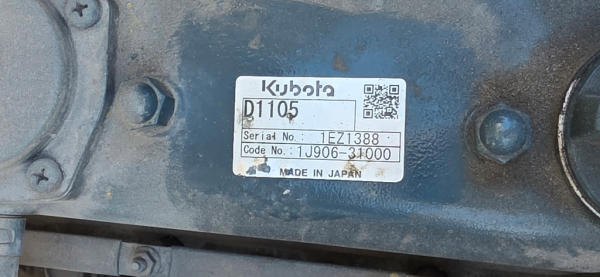 Kubota
D1105
Serial No.: 1EZ1388
Code No.: 1J906-31000
MADE IN JAPAN